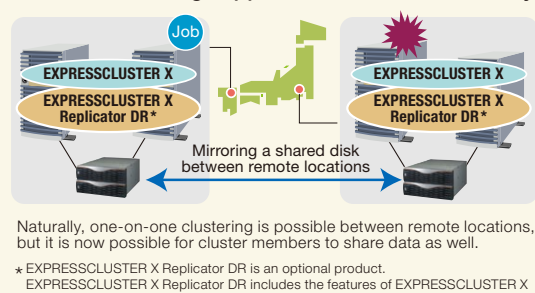 Job
EXPRESSCLUSTER X
EXPRESSCLUSTER X
Replicator DR*
EXPRESSCLUSTER X
EXPRESSCLUSTER X
Replicator DR*
Mirroring a shared disk
between remote locations
Naturally, one-on-one clustering is possible between remote locations,
but it is now possible for cluster members to share data as well.
* EXPRESSCLUSTER X Replicator DR is an optional product.
EXPRESSCLUSTER X Replicator DR includes the features of EXPRESSCLUSTER X